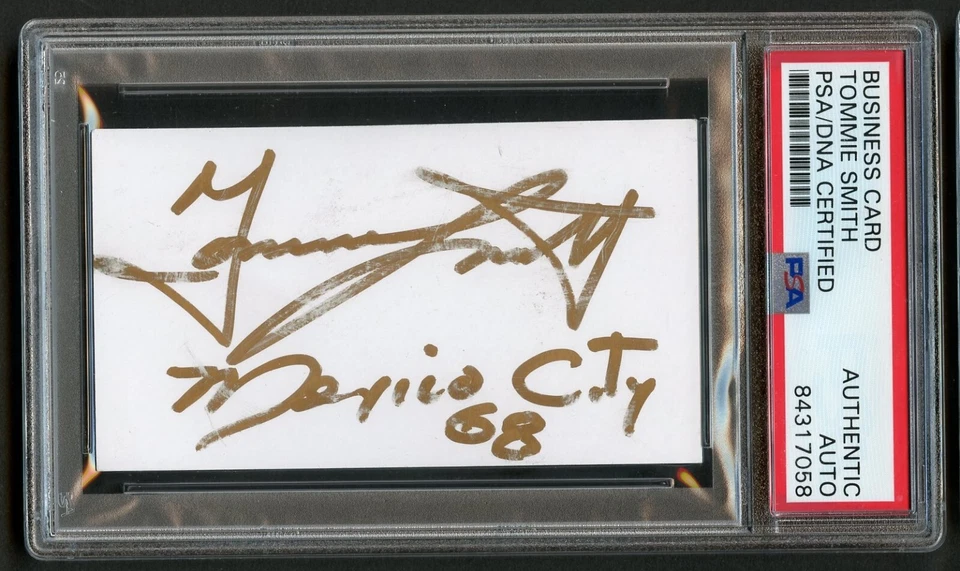 Tommie Smith
Mexico City
68
BUSINESS CARD
TOMMIE SMITH
PSA/DNA CERTIFIED
PSA
AUTHENTIC
AUTO
84317058